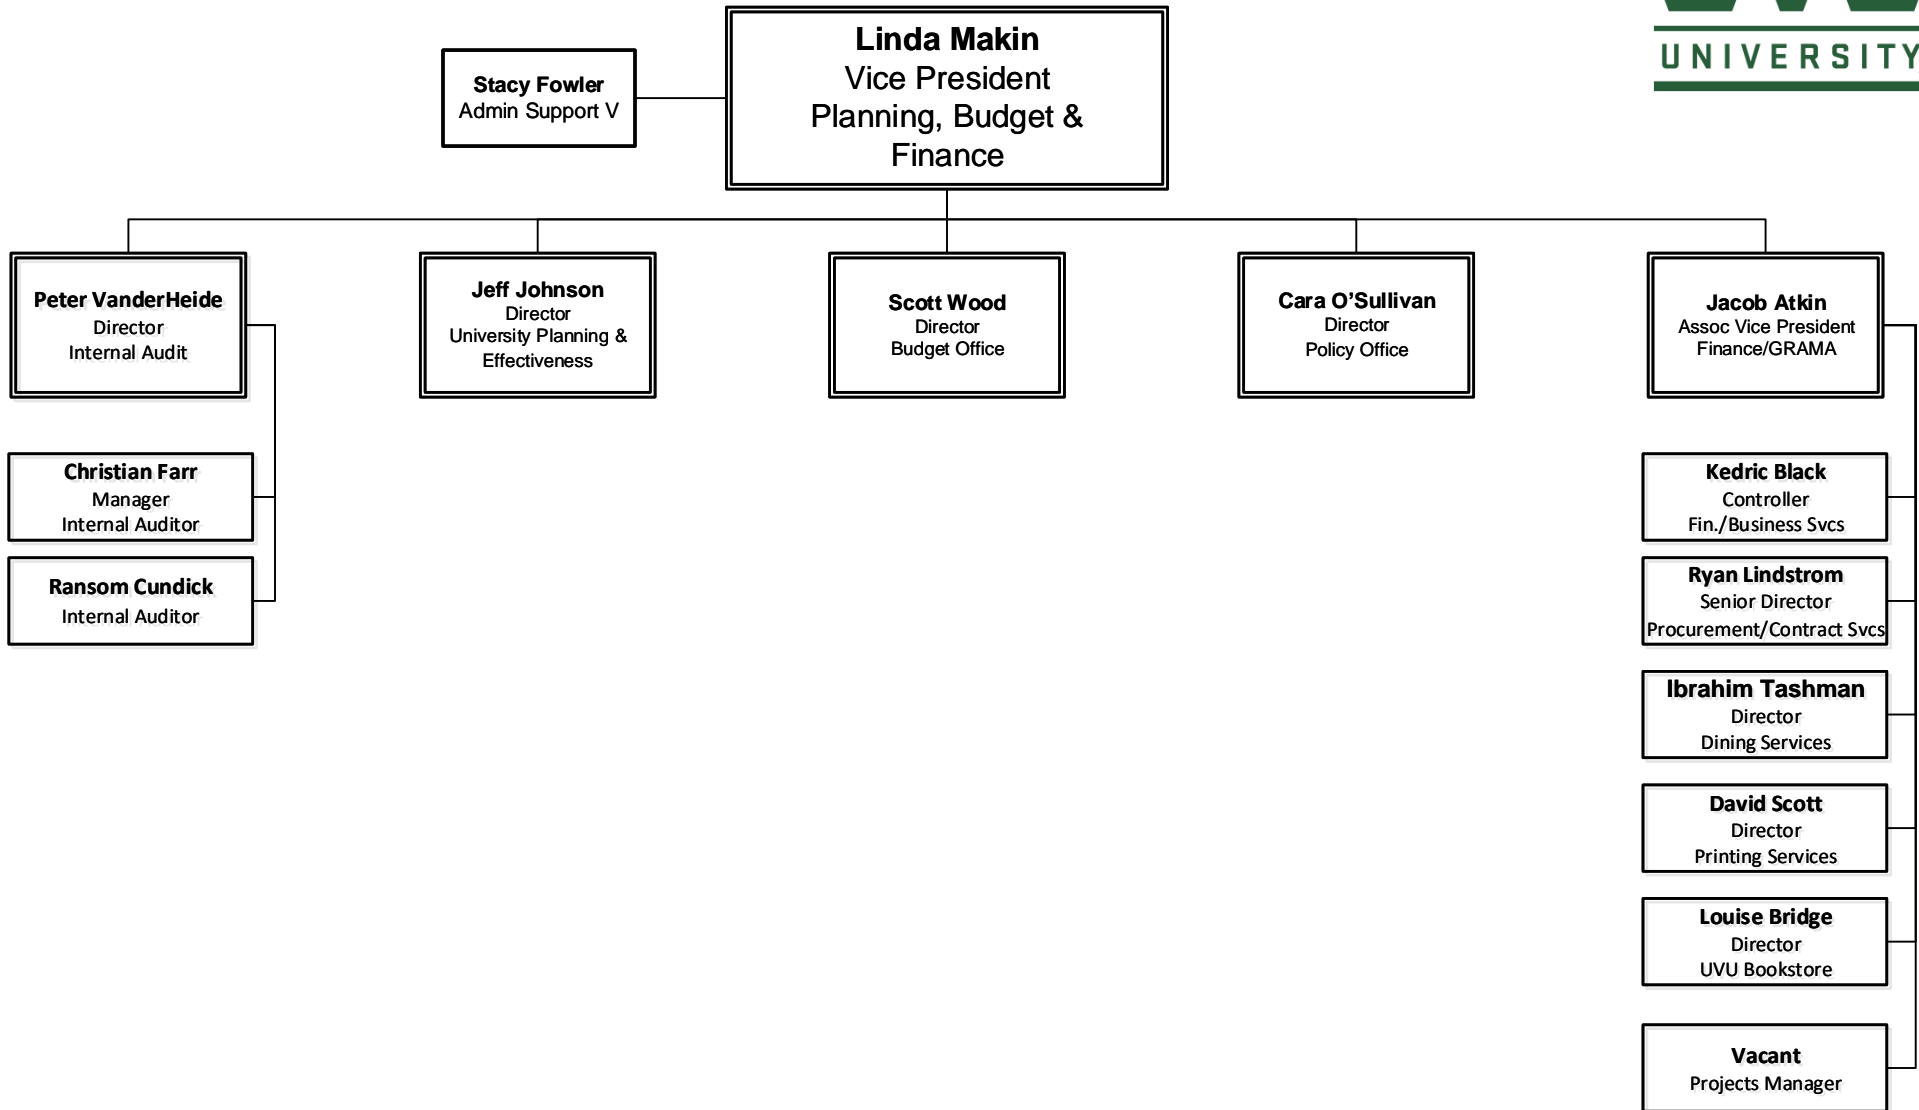 Linda Makin
Vice President
Planning, Budget &
Finance
Stacy Fowler
Admin Support V
UNIVERSITY
Peter VanderHeide
Director
Internal Audit
Jeff Johnson
Director
University Planning &
Effectiveness
Scott Wood
Director
Budget Office
Cara O’Sullivan
Director
Policy Office
Jacob Atkin
Assoc Vice President
Finance/GRAMA
Christian Farr
Manager
Internal Auditor
Ransom Cundick
Internal Auditor
Kedric Black
Controller
Fin./Business Svcs
Ryan Lindstrom
Senior Director
Procurement/Contract Svcs
Ibrahim Tashman
Director
Dining Services
David Scott
Director
Printing Services
Louise Bridge
Director
UVU Bookstore
Vacant
Projects Manager